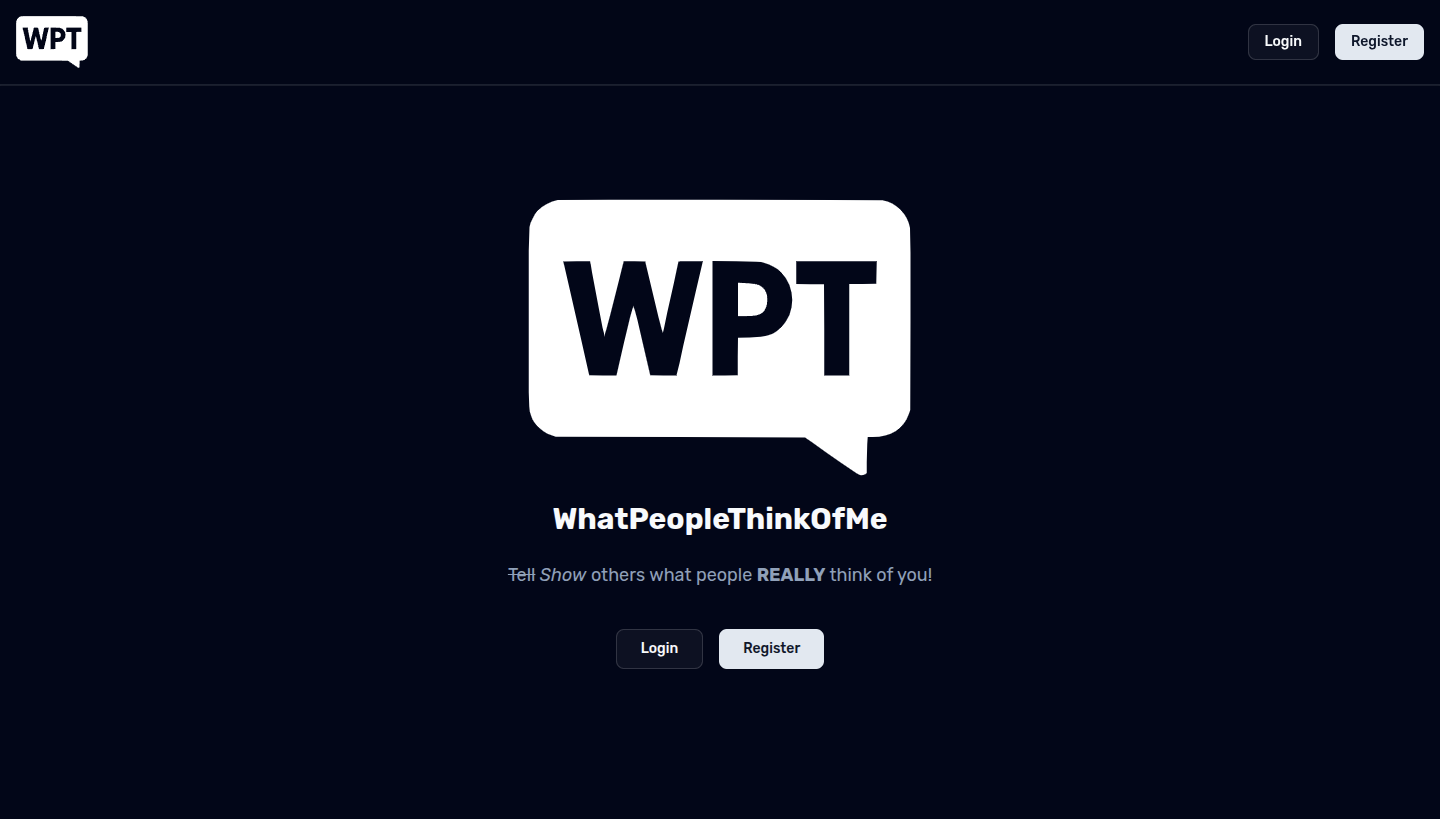 WPT
Login
Register
WPT
WhatPeopleThinkOfMe
Tell Show others what people REALLY think of you!
Login
Register